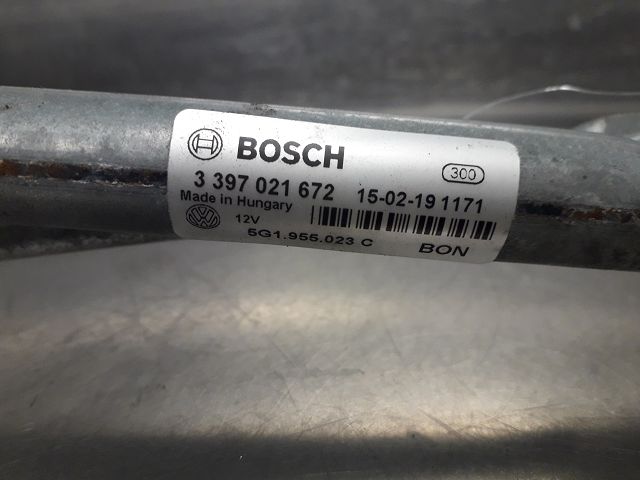 BOSCH
300
3 397 021 672 15-02-19 1171
Made in Hungary
12V
5G1.955.023 C
BON